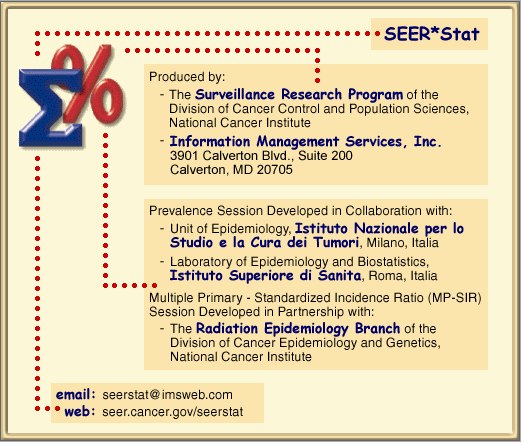 SEER*Stat
Σ%
Produced by:
- The Surveillance Research Program of the
Division of Cancer Control and Population Sciences,
National Cancer Institute
- Information Management Services, Inc.
3901 Calverton Blvd., Suite 200
Calverton, MD 20705
Prevalence Session Developed in Collaboration with:
- Unit of Epidemiology, Istituto Nazionale per lo
Studio e la Cura dei Tumori, Milano, Italia
- Laboratory of Epidemiology and Biostatistics,
Istituto Superiore di Sanita, Roma, Italia
Multiple Primary - Standardized Incidence Ratio (MP-SIR)
Session Developed in Partnership with:
- The Radiation Epidemiology Branch of the
Division of Cancer Epidemiology and Genetics,
National Cancer Institute
email: seerstat@imsweb.com
web: seer.cancer.gov/seerstat